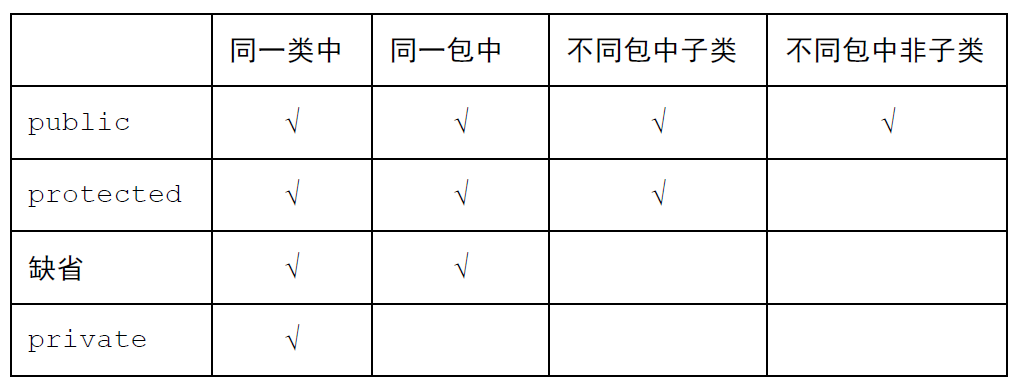 同一类中 同一包中 不同包中子类 不同包中非子类
public √ √ √ √
protected √ √ √
缺省 √ √
private √